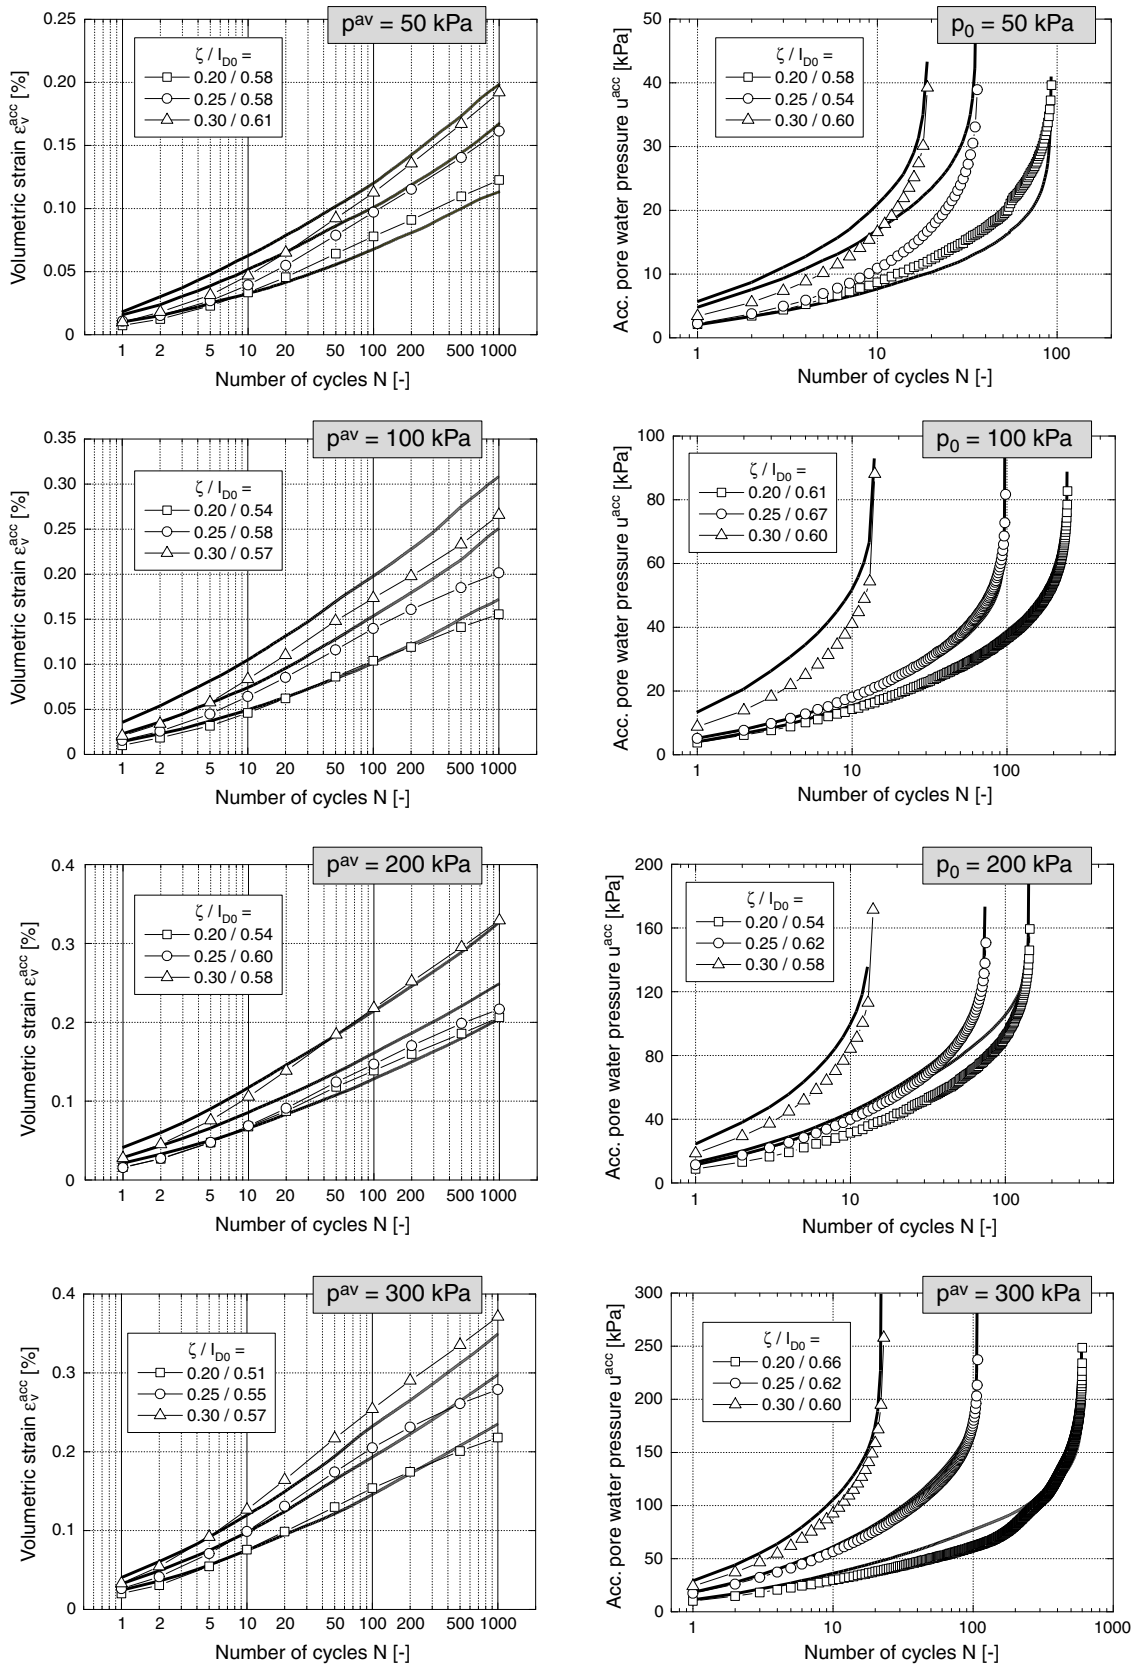 p^av = 50 kPa
Volumetric strain ε_v^acc [%]
0.25
0.20
0.15
0.10
0.05
0
ζ / I_D0 =
0.20 / 0.58
0.25 / 0.58
0.30 / 0.61
1 2 5 10 20 50 100 200 500 1000
Number of cycles N [-]
p_0 = 50 kPa
Acc. pore water pressure u^acc [kPa]
50
40
30
20
10
0
ζ / I_D0 =
0.20 / 0.58
0.25 / 0.54
0.30 / 0.60
1 10 100
Number of cycles N [-]
p^av = 100 kPa
Volumetric strain ε_v^acc [%]
0.35
0.30
0.25
0.20
0.15
0.10
0.05
0
ζ / I_D0 =
0.20 / 0.54
0.25 / 0.58
0.30 / 0.57
1 2 5 10 20 50 100 200 500 1000
Number of cycles N [-]
p_0 = 100 kPa
Acc. pore water pressure u^acc [kPa]
100
80
60
40
20
0
ζ / I_D0 =
0.20 / 0.61
0.25 / 0.67
0.30 / 0.60
1 10 100
Number of cycles N [-]
p^av = 200 kPa
Volumetric strain ε_v^acc [%]
0.4
0.3
0.2
0.1
0
ζ / I_D0 =
0.20 / 0.54
0.25 / 0.60
0.30 / 0.58
1 2 5 10 20 50 100 200 500 1000
Number of cycles N [-]
p_0 = 200 kPa
Acc. pore water pressure u^acc [kPa]
200
160
120
80
40
0
ζ / I_D0 =
0.20 / 0.54
0.25 / 0.62
0.30 / 0.58
1 10 100
Number of cycles N [-]
p^av = 300 kPa
Volumetric strain ε_v^acc [%]
0.4
0.3
0.2
0.1
0
ζ / I_D0 =
0.20 / 0.51
0.25 / 0.55
0.30 / 0.57
1 2 5 10 20 50 100 200 500 1000
Number of cycles N [-]
p^av = 300 kPa
Acc. pore water pressure u^acc [kPa]
300
250
200
150
100
50
0
ζ / I_D0 =
0.20 / 0.66
0.25 / 0.62
0.30 / 0.60
1 10 100 1000
Number of cycles N [-]